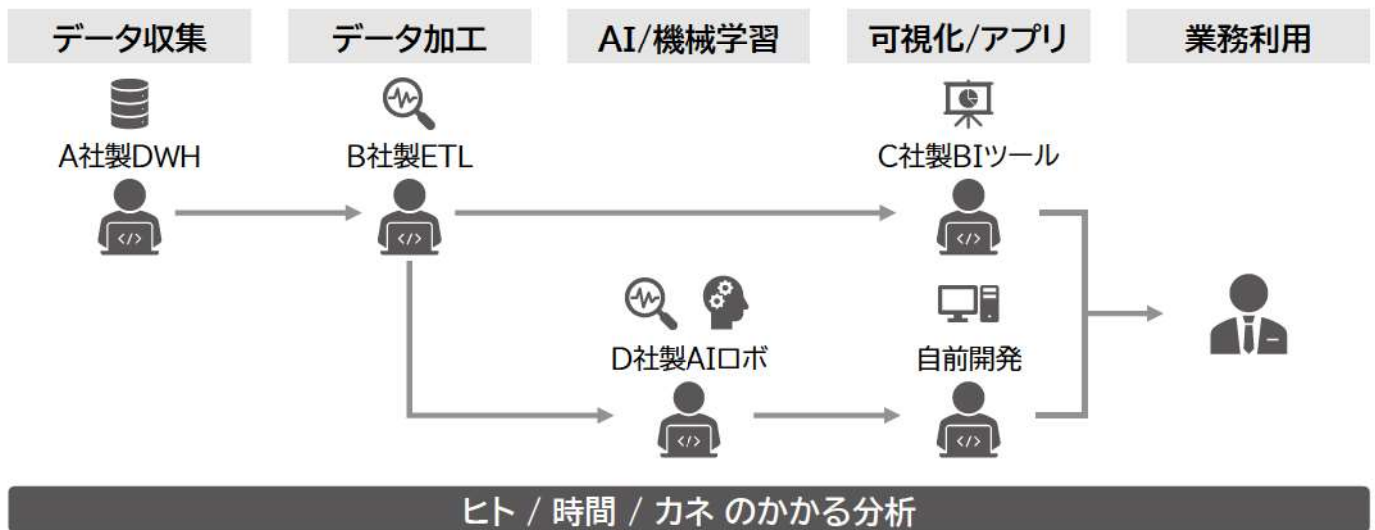 データ収集
データ加工
AI/機械学習
可視化/アプリ
業務利用
A社製DWH
B社製ETL
C社製BIツール
</>
</>
</>
D社製AIロボ
自前開発
</>
</>
ヒト / 時間 / カネ のかかる分析